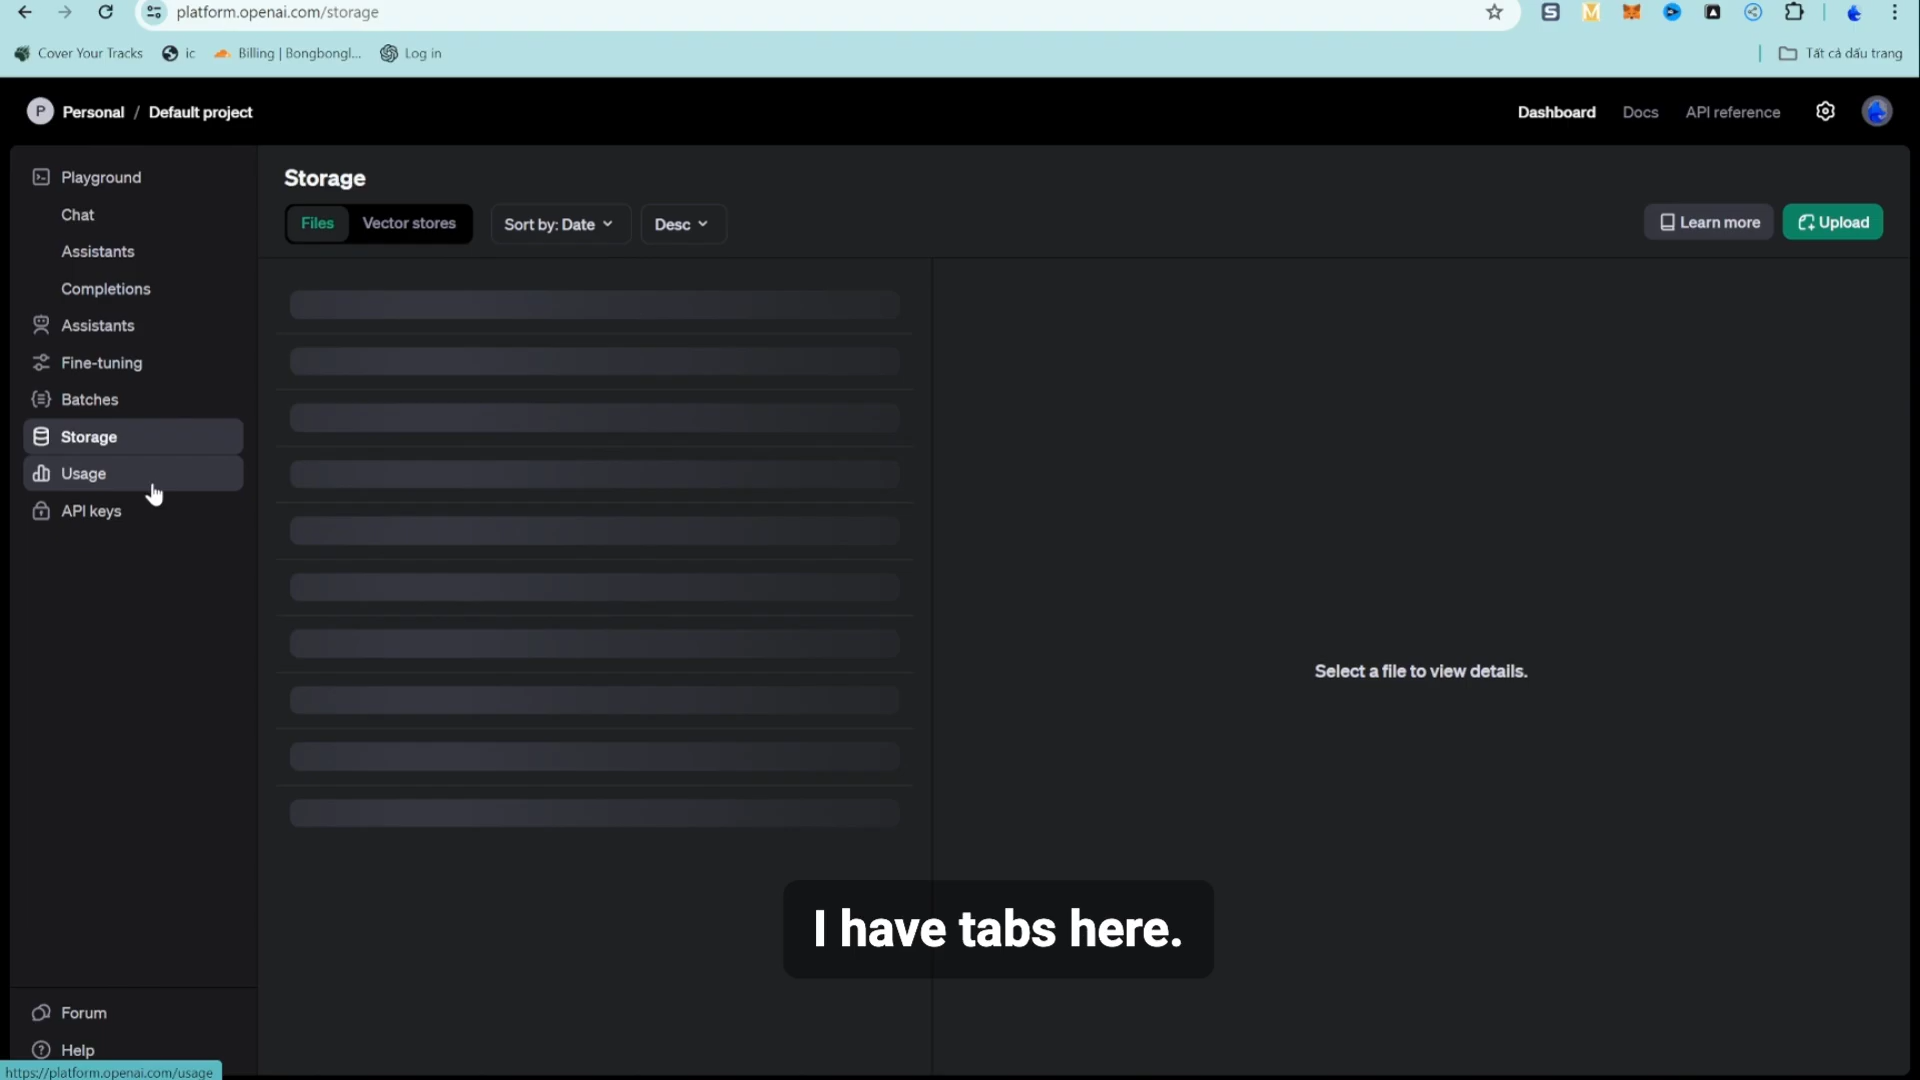 platform.openai.com/storage
Cover Your Tracks
ic
Billing | Bongbongl...
Log in
Tất cả dấu trang
P
Personal / Default project
Dashboard
Docs
API reference
Playground
Chat
Assistants
Completions
Assistants
Fine-tuning
Batches
Storage
Usage
API keys
Storage
Files
Vector stores
Sort by: Date
Desc
Learn more
Upload
Select a file to view details.
I have tabs here.
Forum
Help
https://platform.openai.com/usage